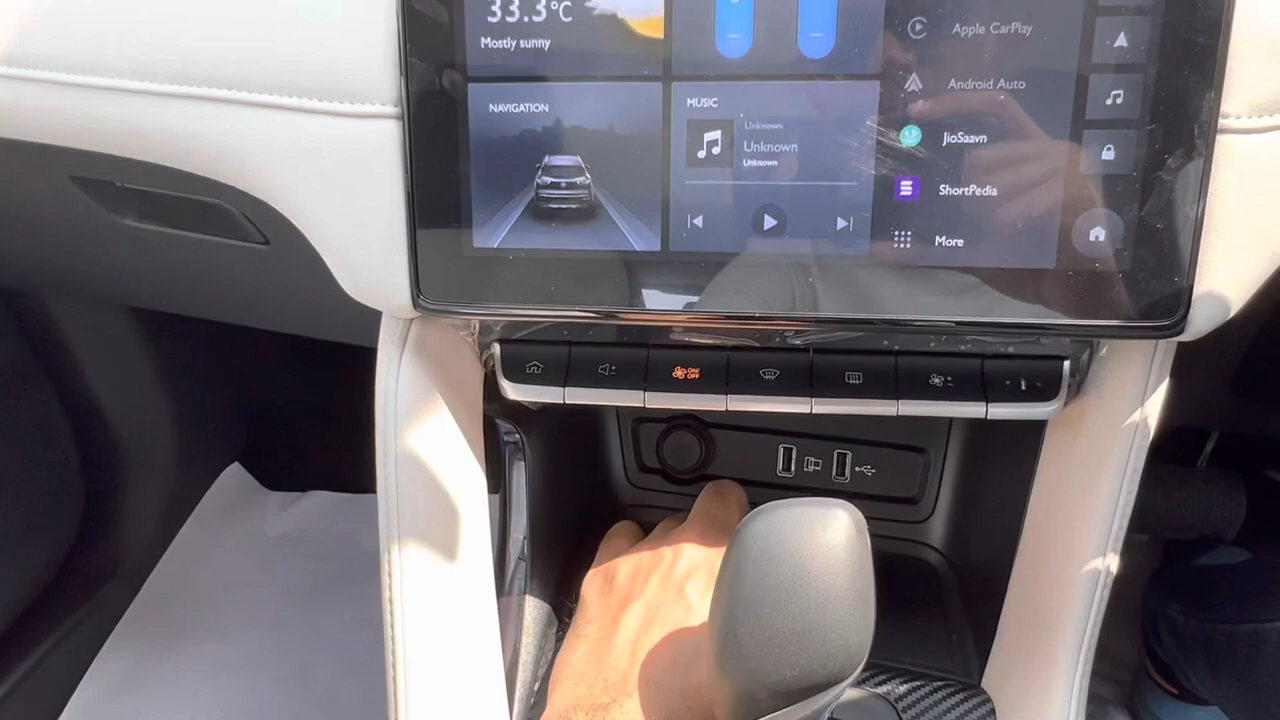 33.3°C
Mostly sunny
NAVIGATION
MUSIC
Unknown
Unknown
Unknown
Apple CarPlay
Android Auto
JioSaavn
ShortPedia
More
ON/
OFF